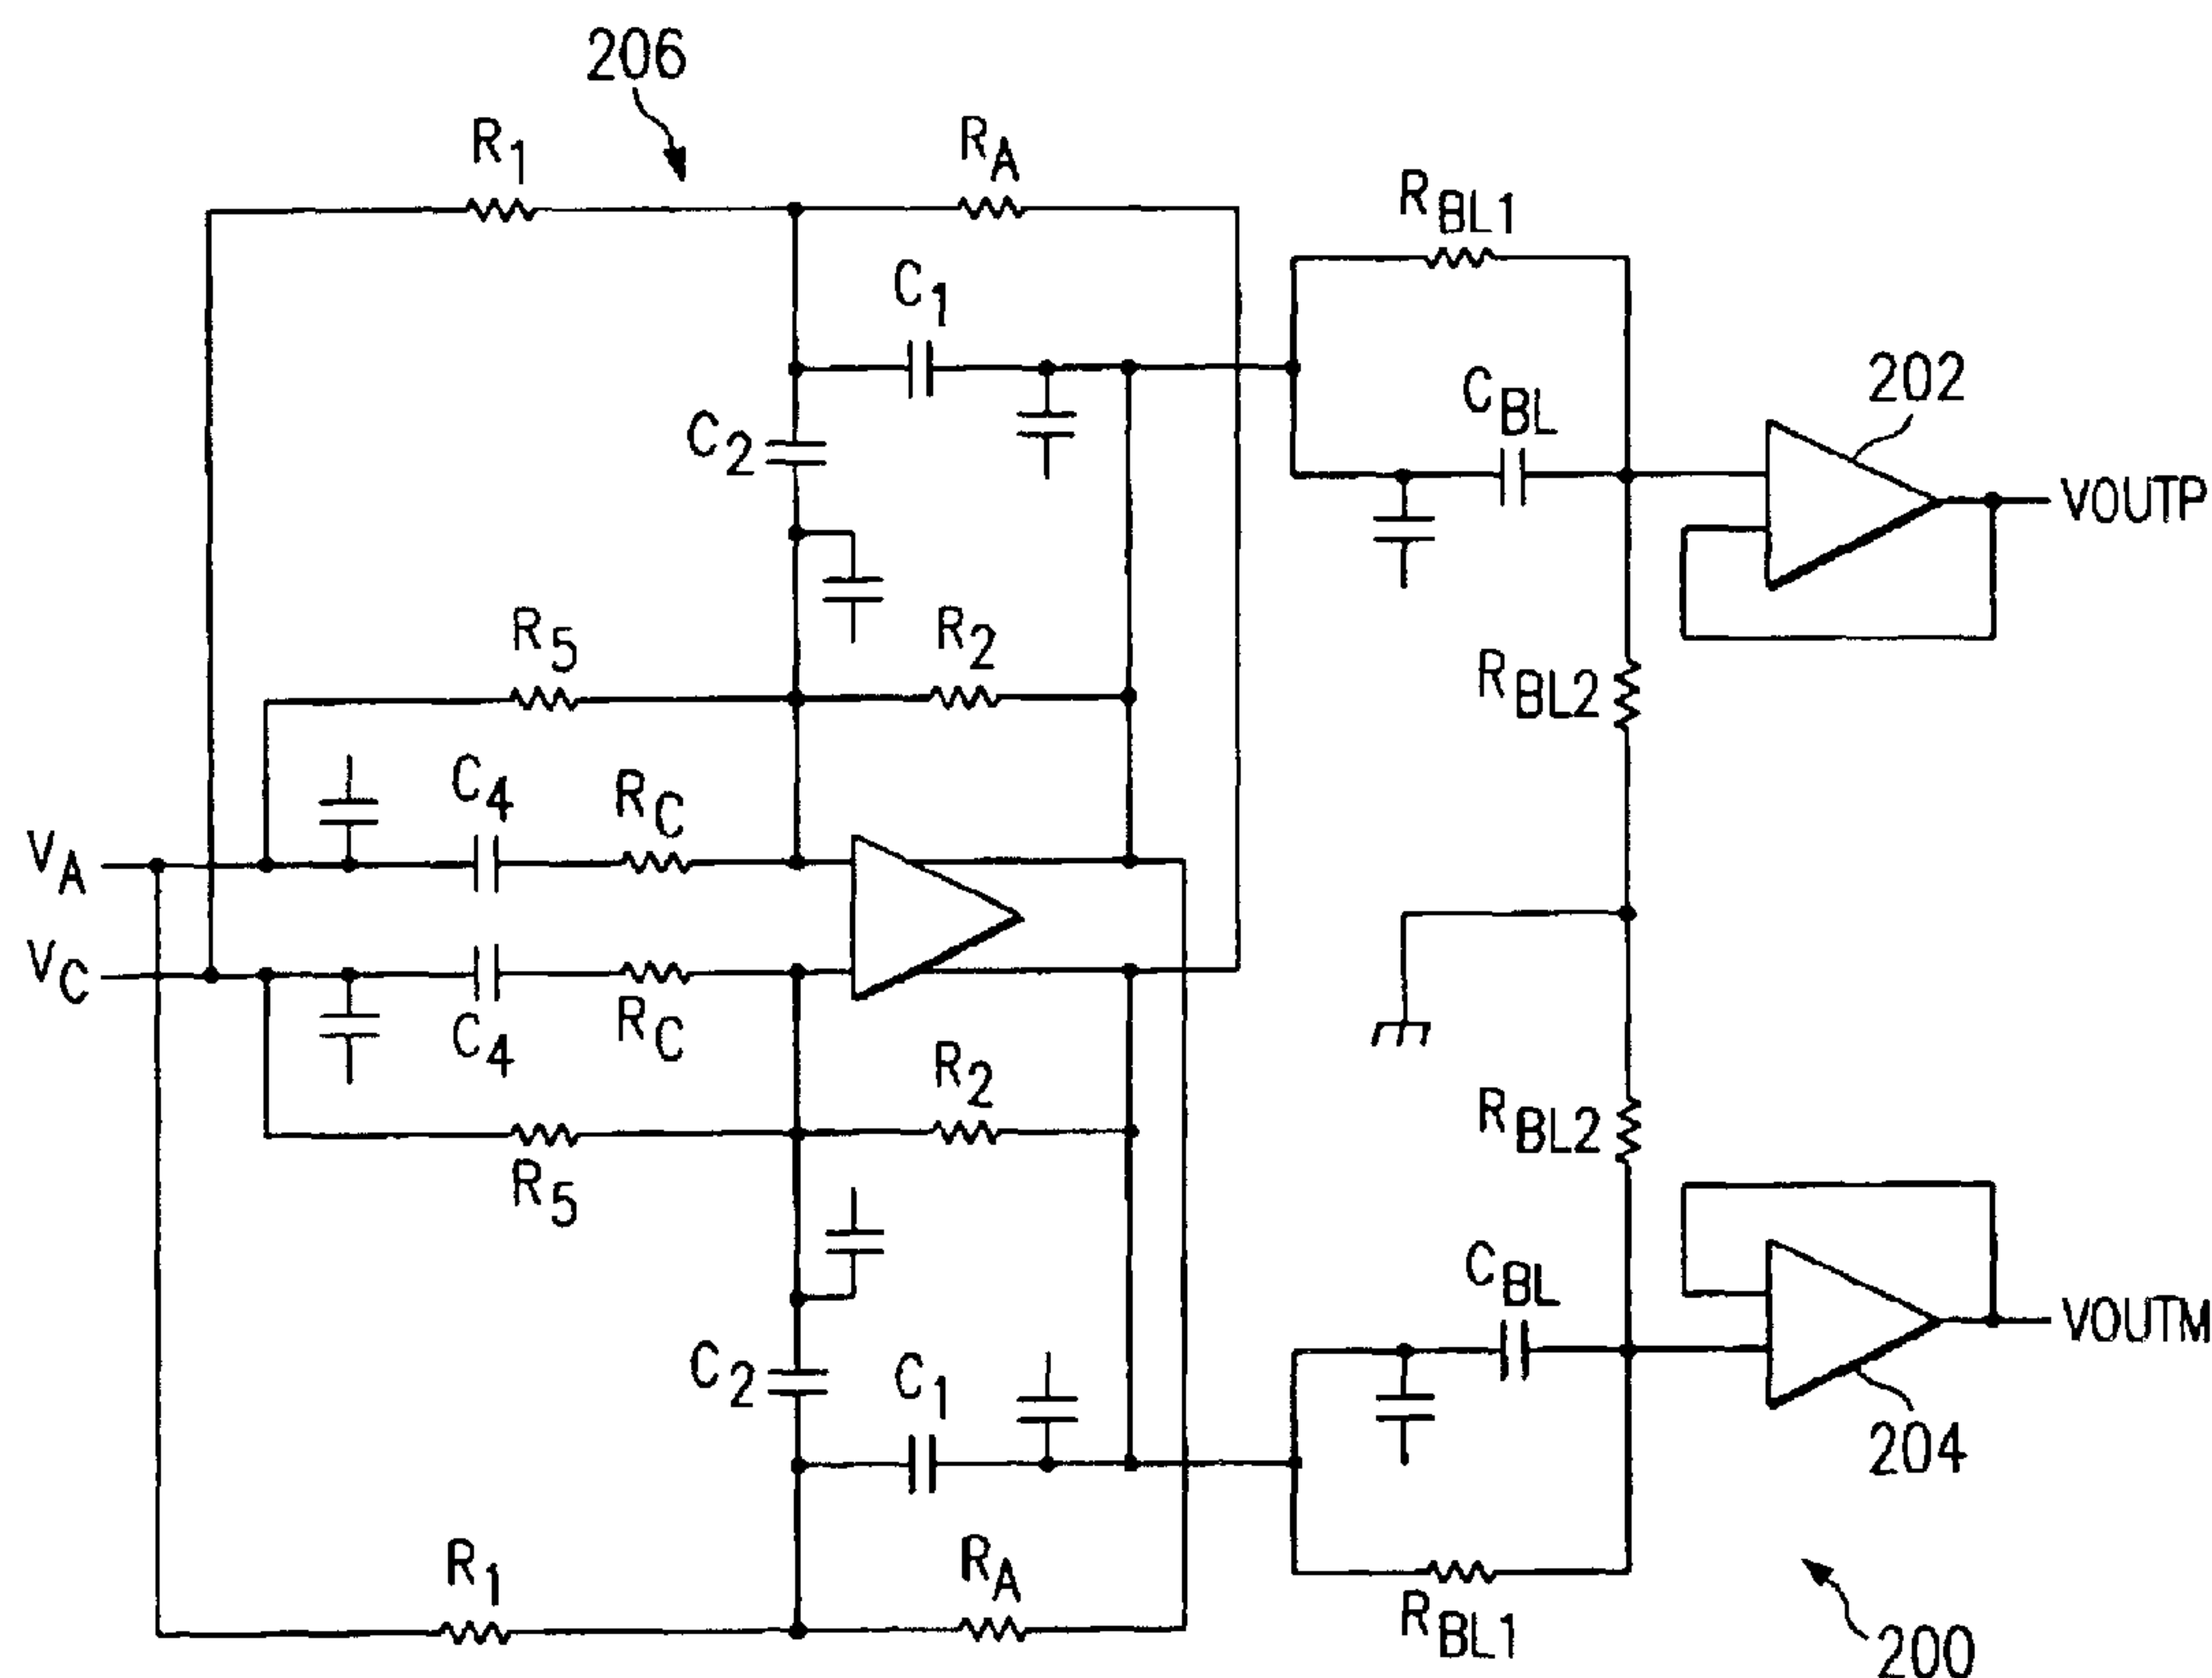 206
R1
RA
RBL1
C1
202
CBL
C2
VOUTP
R5
R2
RBL2
C4
RC
VA
VC
C4
RC
R2
RBL2
R5
CBL
VOUTM
C2
C1
204
R1
RA
RBL1
200